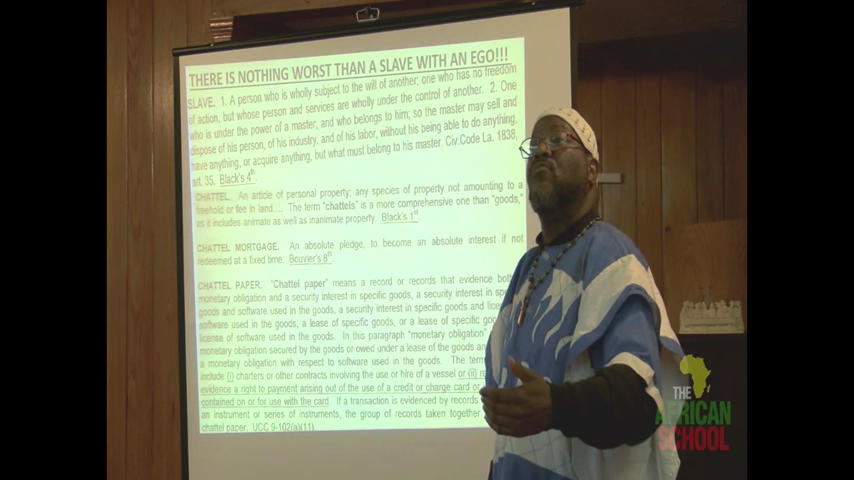 THERE IS NOTHING WORST THAN A SLAVE WITH AN EGO!!!
SLAVE. 1. A person who is wholly subject to the will of another; one who has no freedom
of action, but whose person and services are wholly under the control of another. 2. One
who is under the power of a master, and who belongs to him; so the master may sell and
dispose of his person, of his industry, and of his labor, without his being able to do anything,
have anything, or acquire anything, but what must belong to his master. Civ.Code La. 1838,
art. 35. Black's 4th.
CHATTEL. An article of personal property; any species of property not amounting to a
freehold or fee in land.... The term "chattels" is a more comprehensive one than "goods,"
as it includes animate as well as inanimate property. Black's 1st
CHATTEL MORTGAGE. An absolute pledge, to become an absolute interest if not
redeemed at a fixed time. Bouvier's 8th.
CHATTEL PAPER. "Chattel paper" means a record or records that evidence both
monetary obligation and a security interest in specific goods, a security interest in
goods and software used in the goods, a security interest in specific goods and
software used in the goods, a lease of specific goods, or a lease of specific
license of software used in the goods. In this paragraph "monetary obligation"
monetary obligation secured by the goods or owed under a lease of the goods
a monetary obligation with respect to software used in the goods. The term
include (i) charters or other contracts involving the use or hire of a vessel or (ii)
evidence a right to payment arising out of the use of a credit or charge card or
contained on or for use with the card. If a transaction is evidenced by records
an instrument or series of instruments, the group of records taken together
chattel paper. UCC 9-102(a)(11).
THE
AFRICAN
SCHOOL